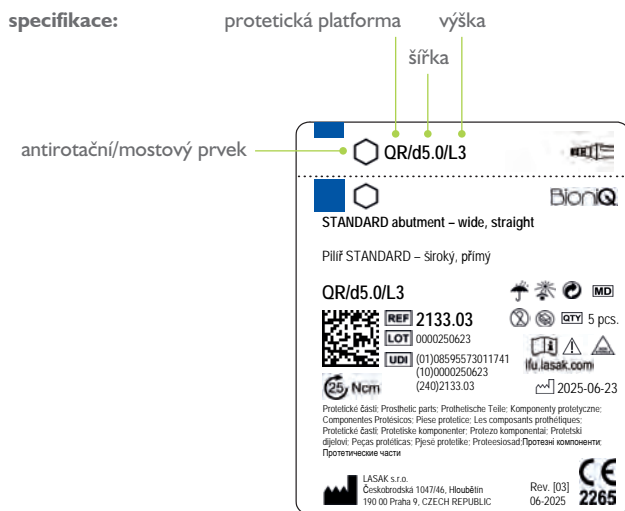 specifikace:
protetická platforma
výška
šířka
antirotační/mostový prvek
QR/d5.0/L3
BioniQ
STANDARD abutment – wide, straight
Pilíř STANDARD – široký, přímý
QR/d5.0/L3
MD
REF 2133.03
QTY 5 pcs.
LOT 0000250623
UDI (01)08595573011741
(10)0000250623
(240)2133.03
ifu.lasak.com
25 Ncm
2025-06-23
Protetické části; Prosthetic parts; Prothetische Teile; Komponenty protetyczne;
Componentes Protésicos; Piese protetice; Les composants prothétiques;
Protetické časti; Protetiske komponenter; Protezo komponentai; Protetski
dijelovi; Peças protéticas; Pjesë protetike; Proteesiosad;Протезні компоненти;
Протетические части
LASAK s.r.o.
Českobrodská 1047/46, Hloubětín
190 00 Praha 9, CZECH REPUBLIC
Rev. [03]
06-2025
CE
2265